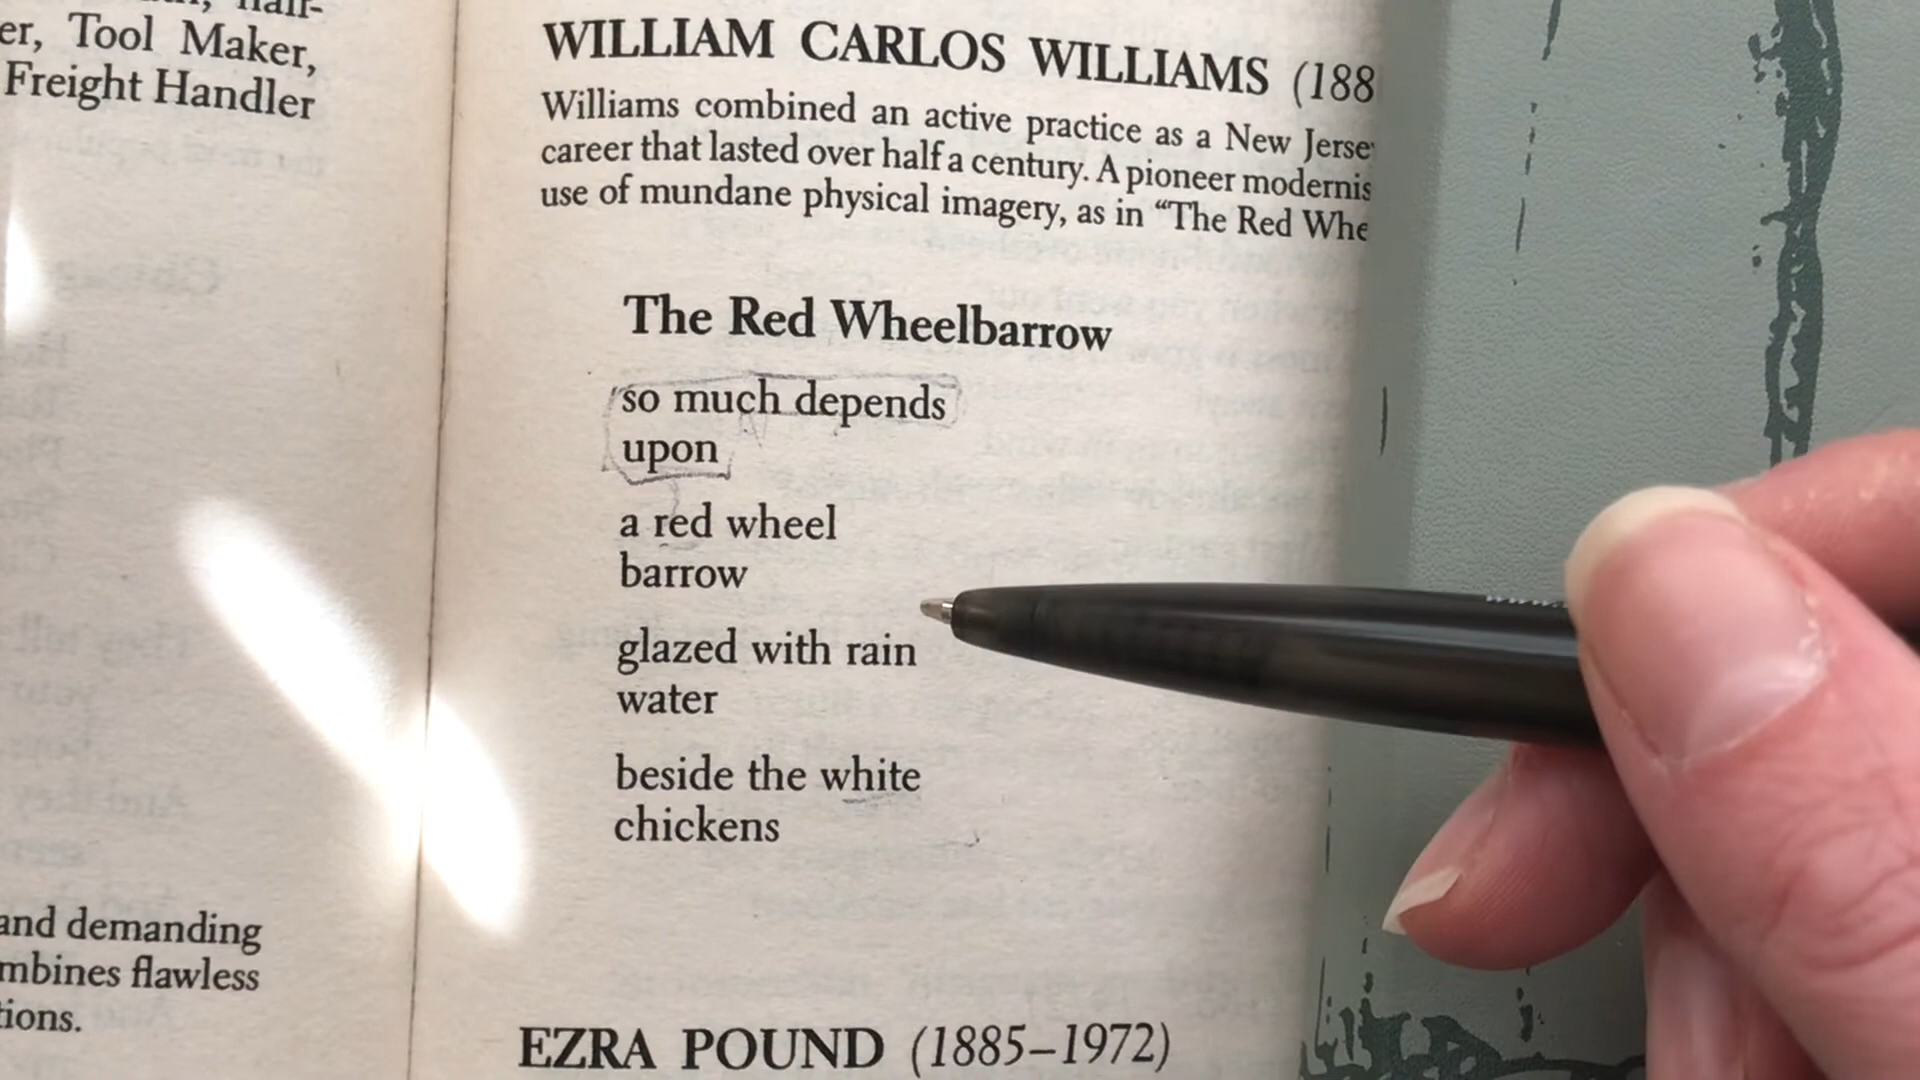 er, Tool Maker,
Freight Handler
and demanding
mbines flawless
tions.
WILLIAM CARLOS WILLIAMS (188
Williams combined an active practice as a New Jerse
career that lasted over half a century. A pioneer modernis
use of mundane physical imagery, as in “The Red Whe
The Red Wheelbarrow
so much depends
upon
a red wheel
barrow
glazed with rain
water
beside the white
chickens
EZRA POUND (1885–1972)